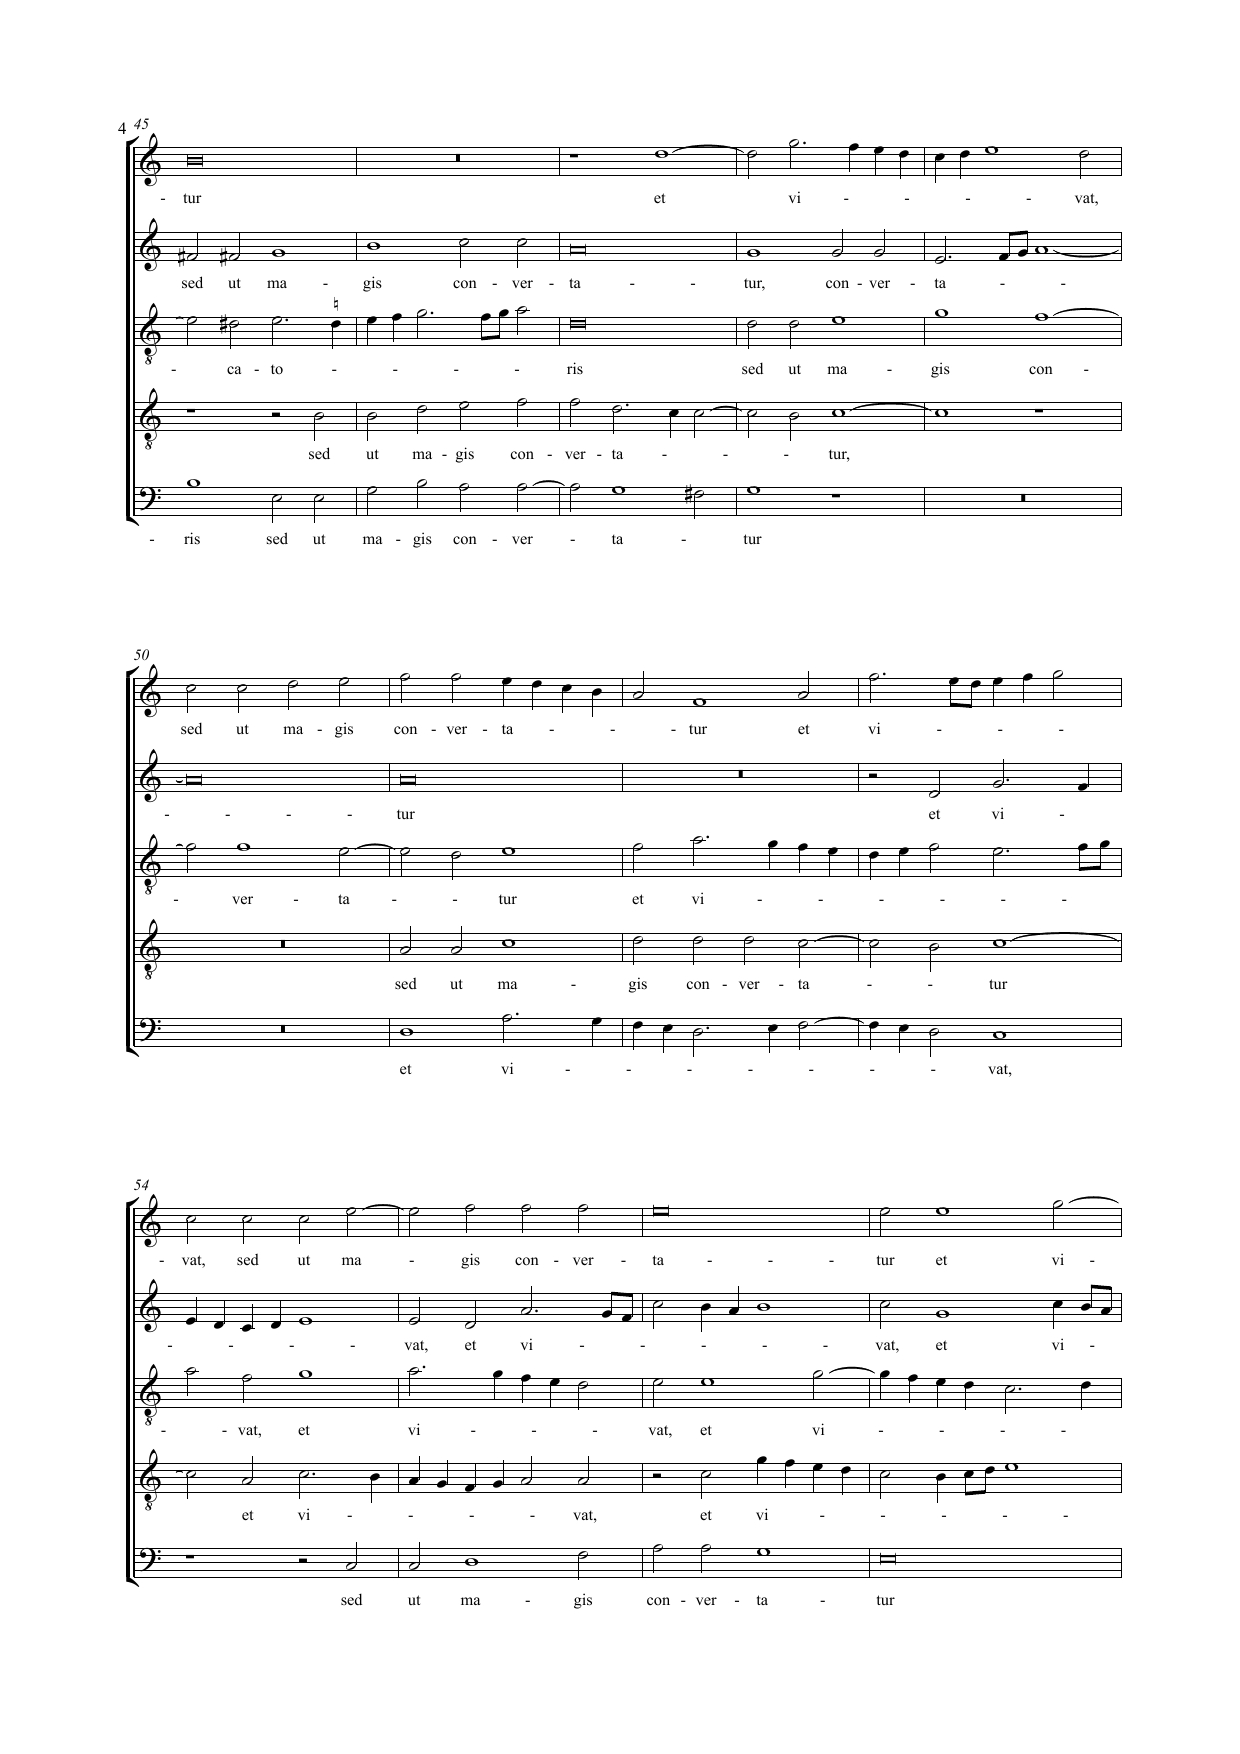 4 45
- tur et vi - - - - vat,
sed ut ma - gis con - ver - ta - - tur, con - ver - ta - -
- ca - to - - - - ris sed ut ma - gis con -
sed ut ma - gis con - ver - ta - - - tur,
- ris sed ut ma - gis con - ver - ta - tur
50
sed ut ma - gis con - ver - ta - - - tur et vi - - -
- - - - tur et vi -
- ver - ta - - tur et vi - - - - - -
sed ut ma - gis con - ver - ta - - tur
et vi - - - - - - - vat,
54
- vat, sed ut ma - gis con - ver - ta - - - tur et vi -
- - - - vat, et vi - - - - vat, et vi -
- - vat, et vi - - - vat, et vi - - - -
et vi - - - - vat, et vi - - - - -
sed ut ma - gis con - ver - ta - tur